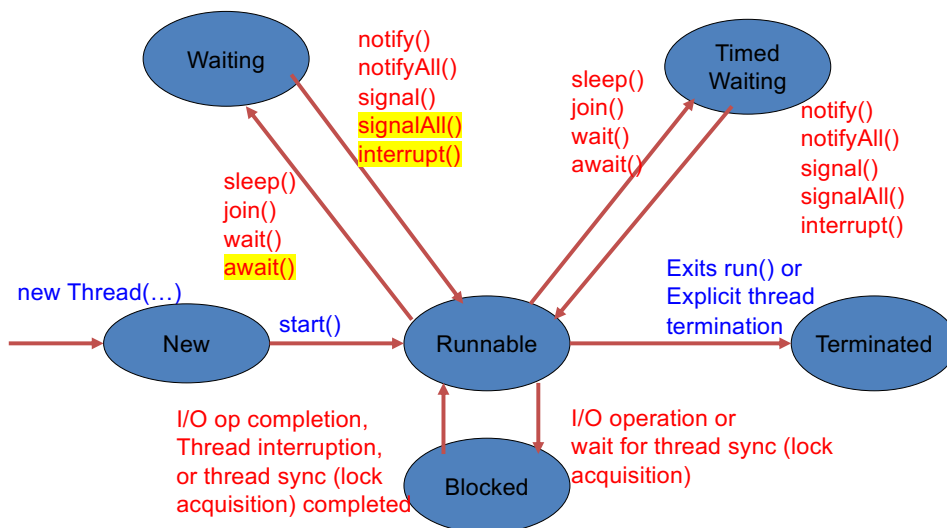 Waiting
notify()
notifyAll()
signal()
signalAll()
interrupt()
sleep()
join()
wait()
await()
Timed
Waiting
sleep()
join()
wait()
await()
notify()
notifyAll()
signal()
signalAll()
interrupt()
new Thread(…)
New
start()
Runnable
Exits run() or
Explicit thread
termination
Terminated
I/O op completion,
Thread interruption,
or thread sync (lock
acquisition) completed
Blocked
I/O operation or
wait for thread sync (lock
acquisition)